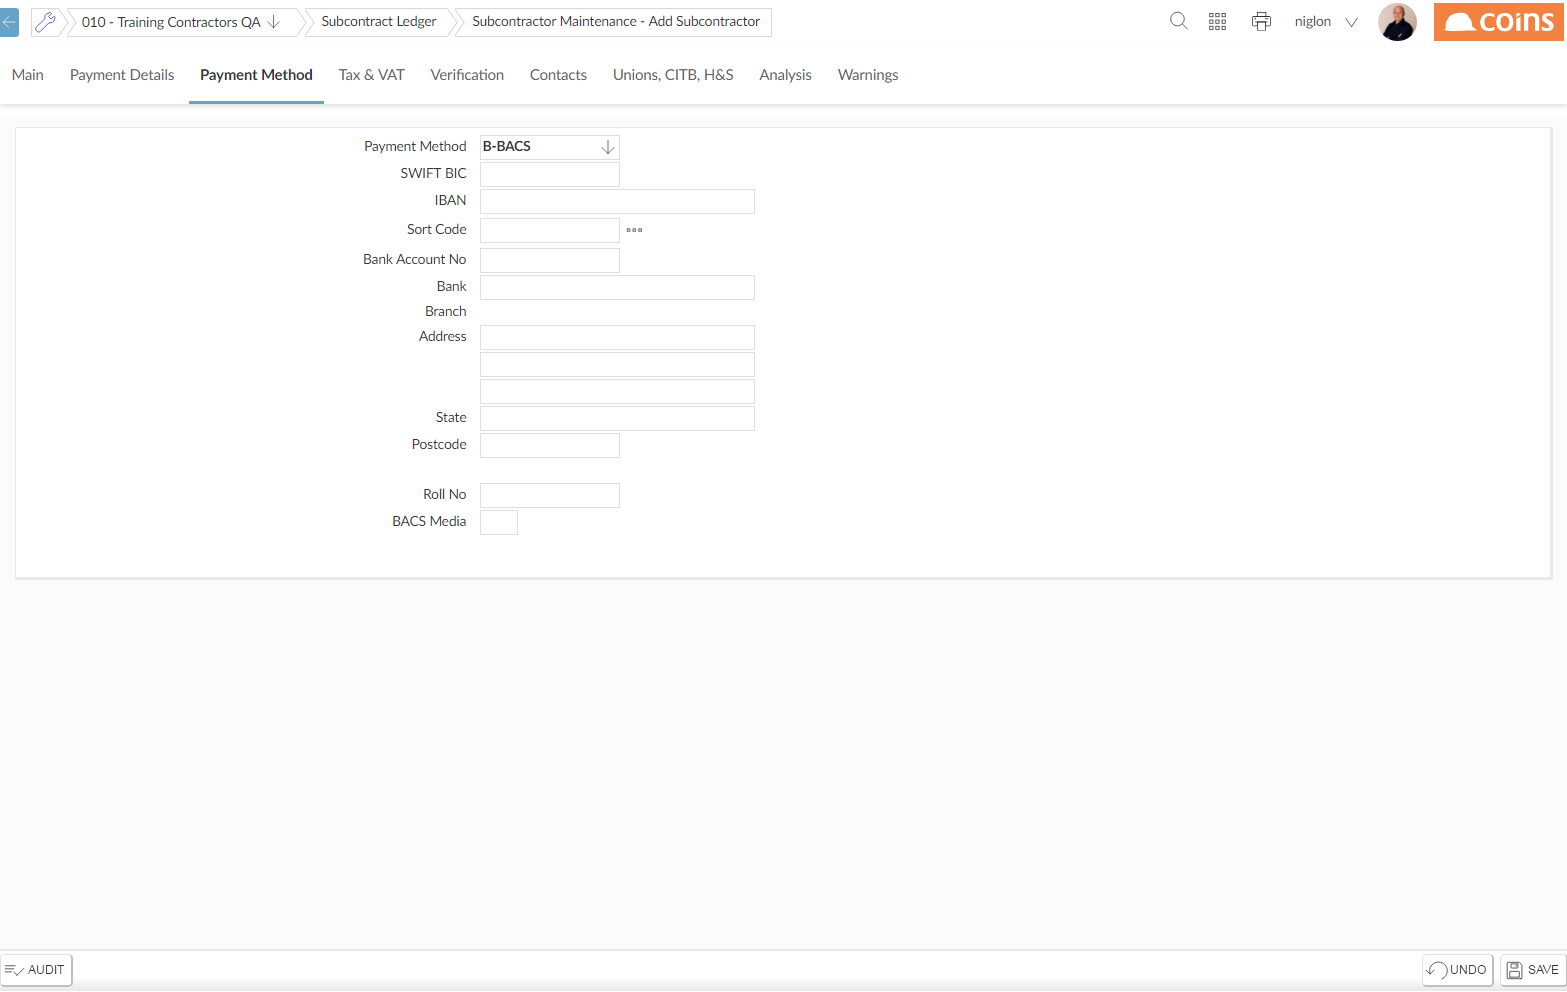 010 - Training Contractors QA
Subcontract Ledger
Subcontractor Maintenance - Add Subcontractor
niglon
coins
Main
Payment Details
Payment Method
Tax & VAT
Verification
Contacts
Unions, CITB, H&S
Analysis
Warnings
Payment Method B-BACS
SWIFT BIC
IBAN
Sort Code
Bank Account No
Bank
Branch
Address
State
Postcode
Roll No
BACS Media
AUDIT
UNDO
SAVE